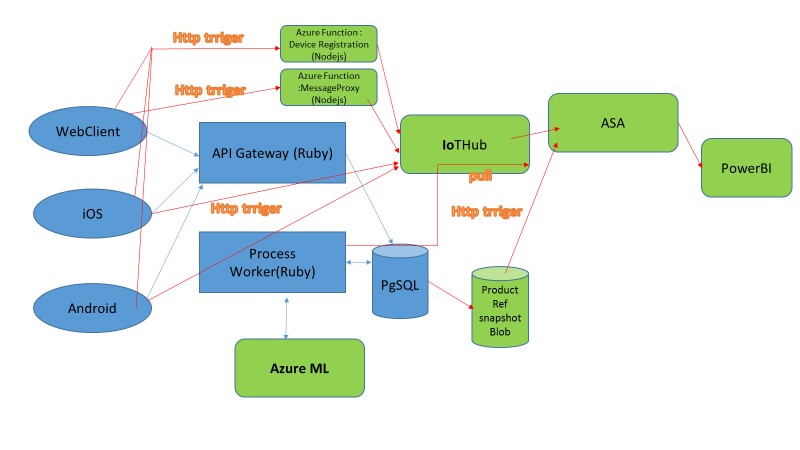 Http trriger
Azure Function :
Device Registration
(Nodejs)
Http trriger
Azure Function
:MessageProxy
(Nodejs)
WebClient
API Gateway (Ruby)
IoTHub
ASA
PowerBI
pull
iOS
Http trriger
Http trriger
Process
Worker(Ruby)
PgSQL
Product
Ref
snapshot
Blob
Android
Azure ML